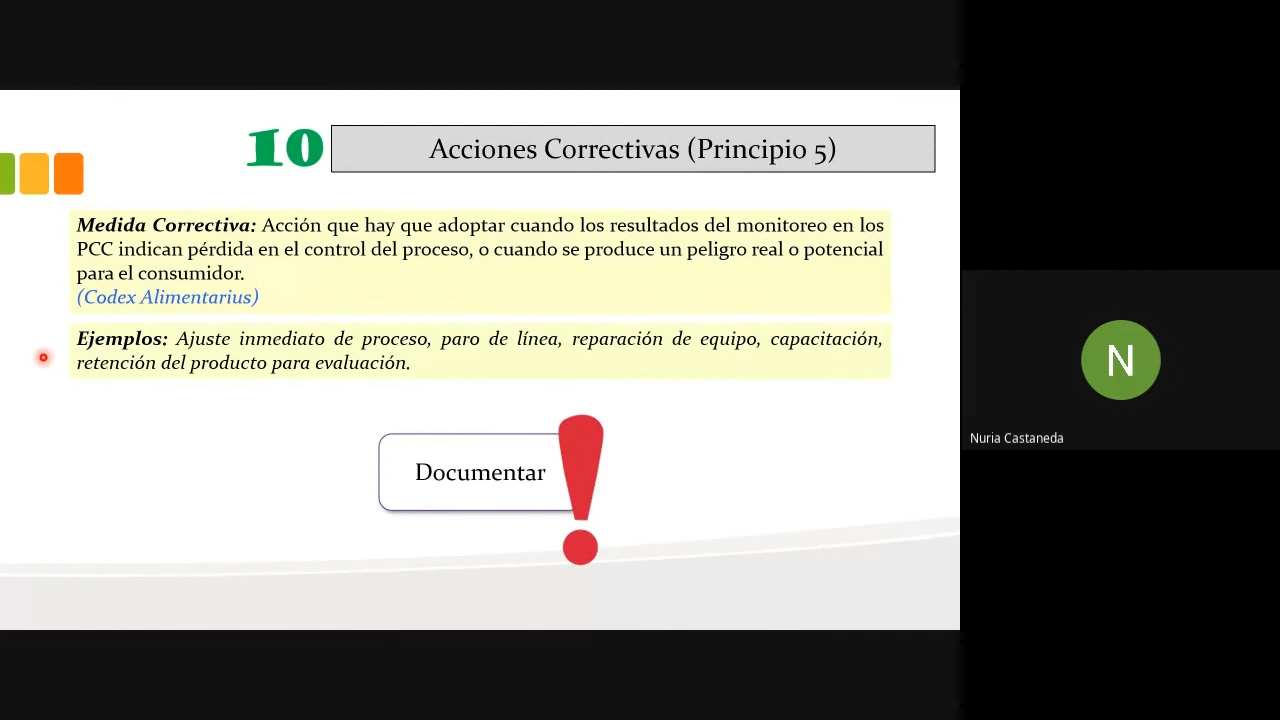 10
Acciones Correctivas (Principio 5)
Medida Correctiva: Acción que hay que adoptar cuando los resultados del monitoreo en los
PCC indican pérdida en el control del proceso, o cuando se produce un peligro real o potencial
para el consumidor.
(Codex Alimentarius)
Ejemplos: Ajuste inmediato de proceso, paro de línea, reparación de equipo, capacitación,
retención del producto para evaluación.
Documentar
!
N
Nuria Castaneda